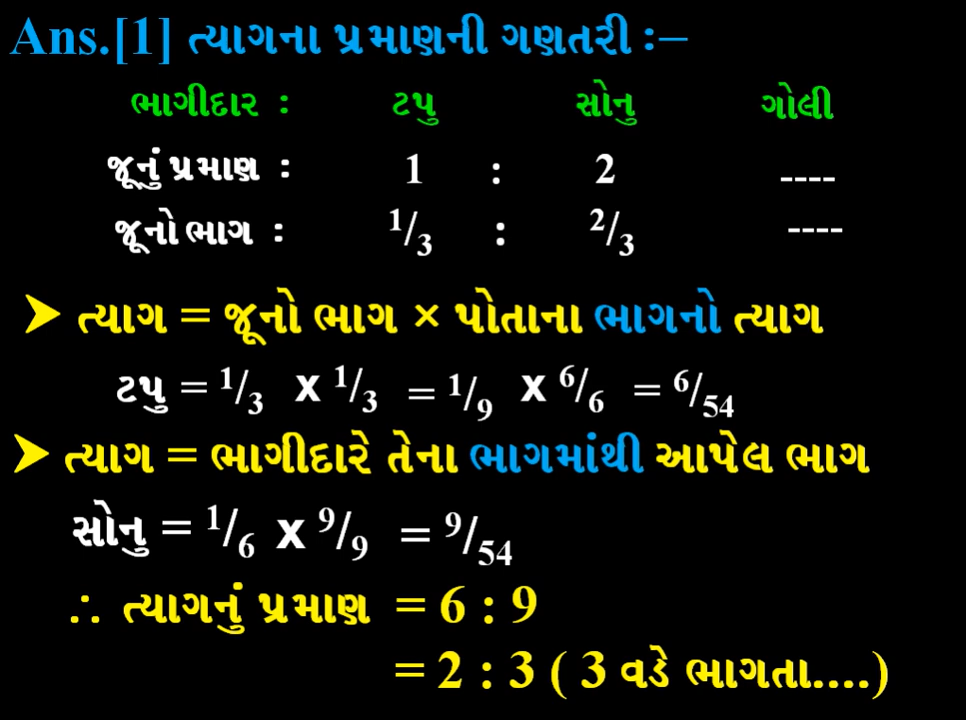 Ans.[1] ત્યાગના પ્રમાણની ગણતરી :–
ભાગીદાર : ટપુ સોનુ ગોલી
જૂનું પ્રમાણ : 1 : 2 ----
જૂનો ભાગ : 1/3 : 2/3 ----
➤ ત્યાગ = જૂનો ભાગ × પોતાના ભાગનો ત્યાગ
ટપુ = 1/3 X 1/3 = 1/9 X 6/6 = 6/54
➤ ત્યાગ = ભાગીદારે તેના ભાગમાંથી આપેલ ભાગ
સોનુ = 1/6 X 9/9 = 9/54
∴ ત્યાગનું પ્રમાણ = 6 : 9
= 2 : 3 ( 3 વડે ભાગતા....)